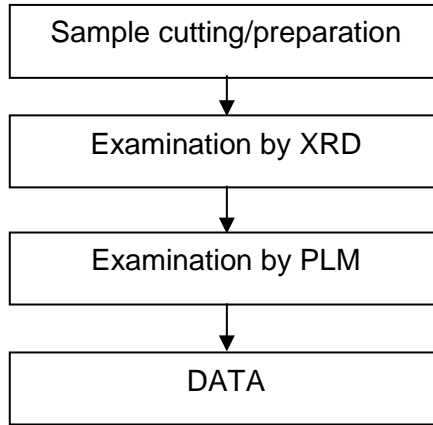 Sample cutting/preparation
Examination by XRD
Examination by PLM
DATA